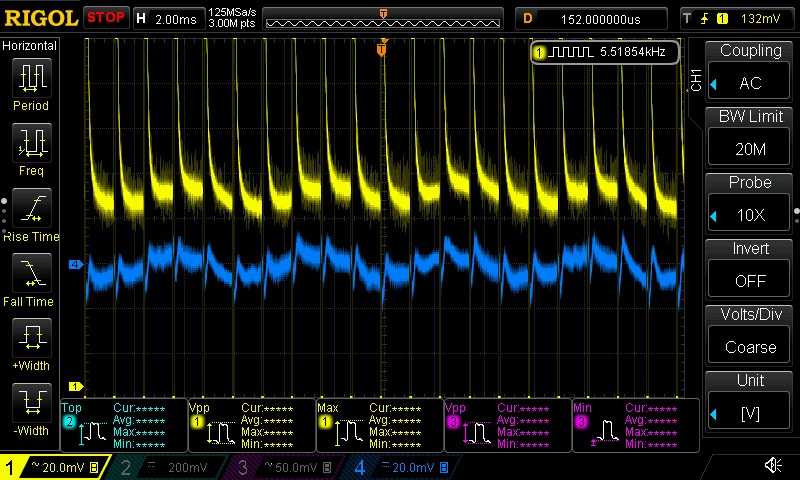 RIGOL STOP H 2.00ms 125MSa/s 3.00M pts T D 152.000000us T 1 132mV
Horizontal
Period
Freq
Rise Time
Fall Time
+Width
-Width
T
1 5.51854kHz
4
1
CH1
Coupling
AC
BW Limit
20M
Probe
10X
Invert
OFF
Volts/Div
Coarse
Unit
[V]
Top
2
Cur:*****
Avg:*****
Max:*****
Min:*****
Vpp
1
Cur:*****
Avg:*****
Max:*****
Min:*****
Max
1
Cur:*****
Avg:*****
Max:*****
Min:*****
Vpp
3
Cur:*****
Avg:*****
Max:*****
Min:*****
Min
3
Cur:*****
Avg:*****
Max:*****
Min:*****
1 ~ 20.0mV B 2 200mV 3 ~ 50.0mV B 4 20.0mV B